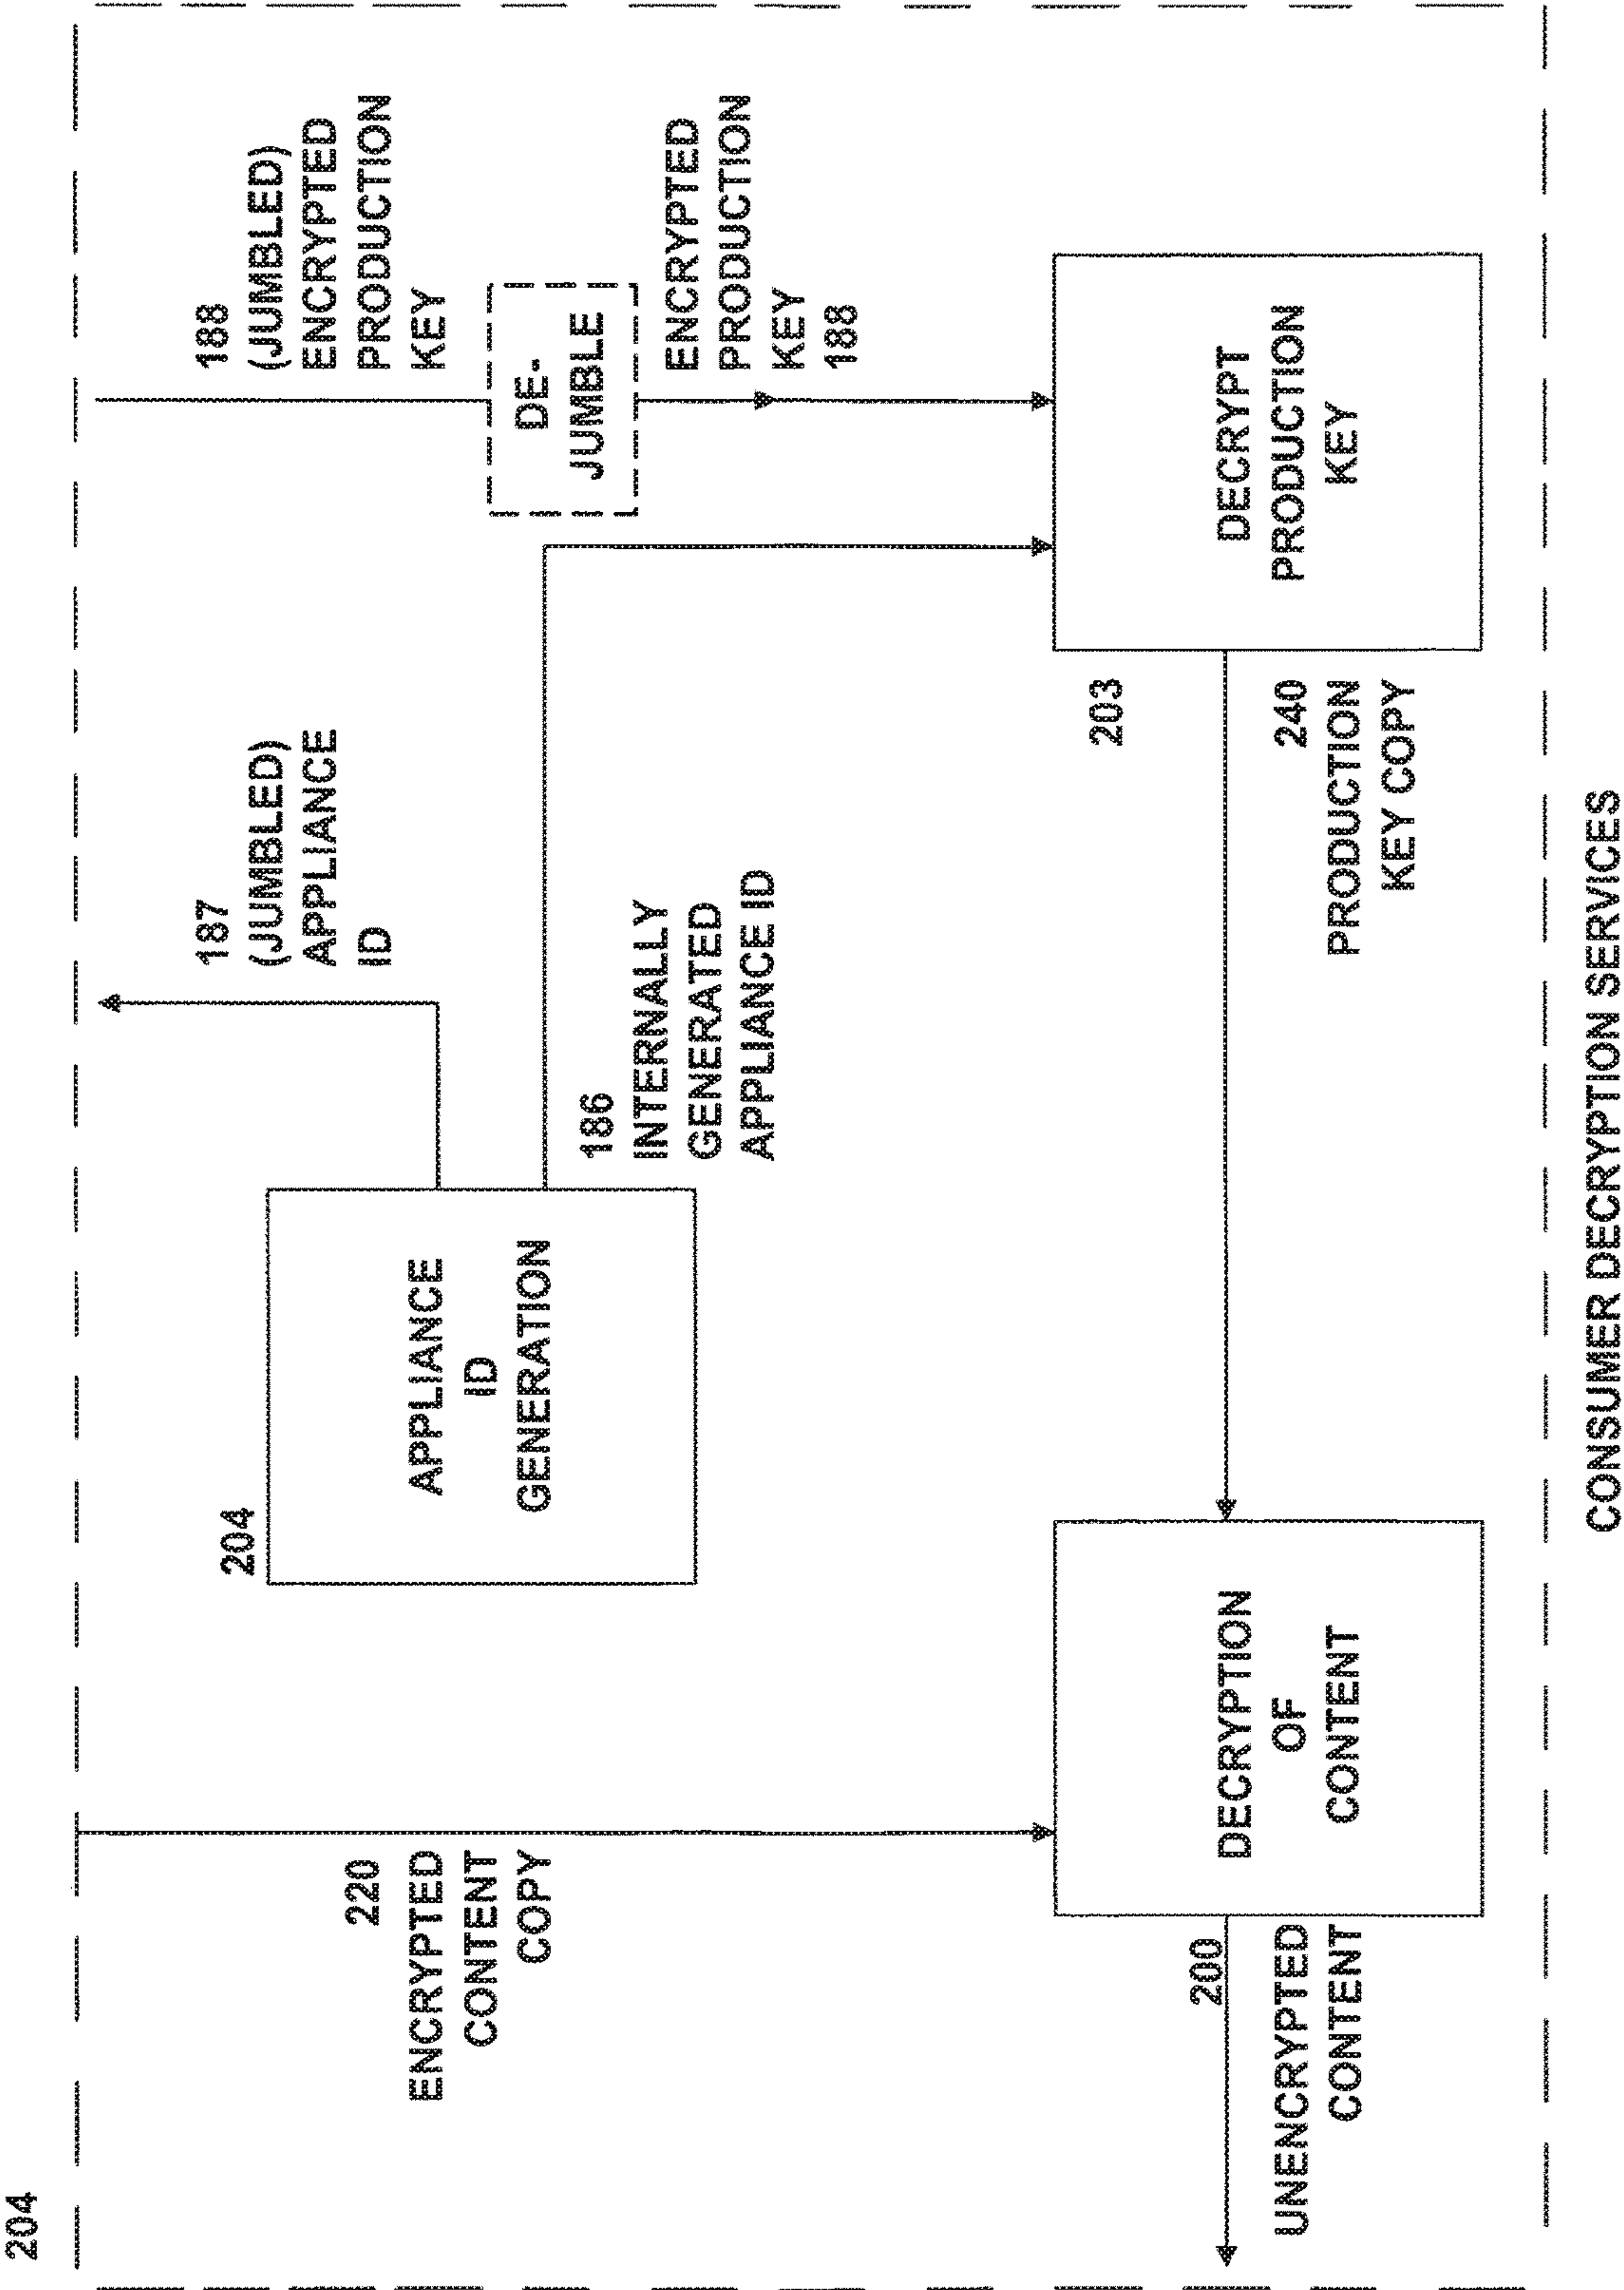 204
220
ENCRYPTED
CONTENT
COPY
204
APPLIANCE
ID
GENERATION
187
(JUMBLED)
APPLIANCE
ID
186
INTERNALLY
GENERATED
APPLIANCE ID
188
(JUMBLED)
ENCRYPTED
PRODUCTION
KEY
DE-
JUMBLE
ENCRYPTED
PRODUCTION
KEY
188
200
UNENCRYPTED
CONTENT
DECRYPTION
OF
CONTENT
203
240
PRODUCTION
KEY COPY
DECRYPT
PRODUCTION
KEY
CONSUMER DECRYPTION SERVICES